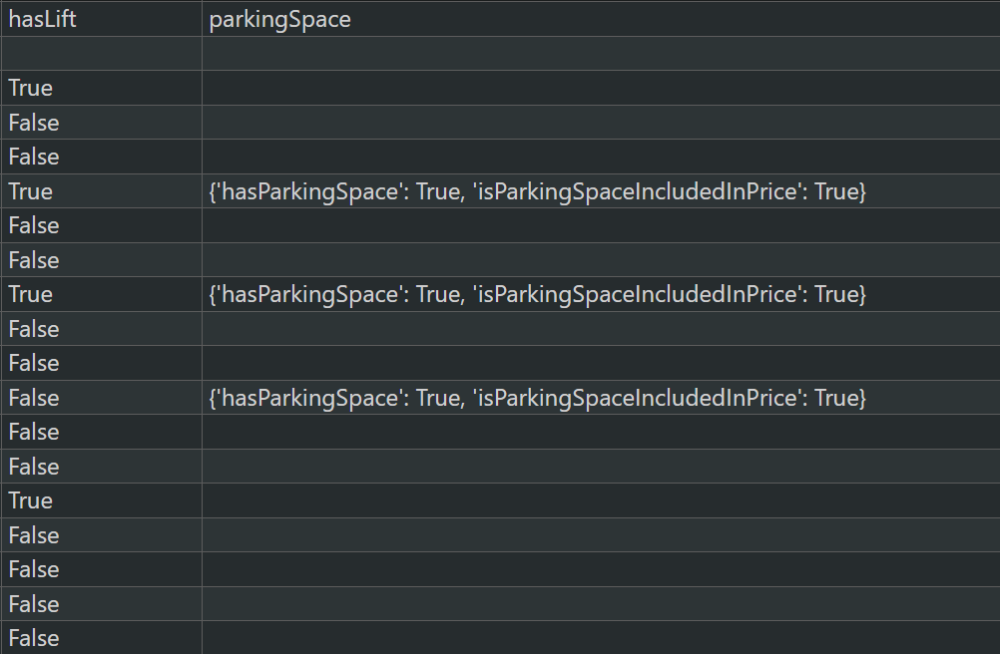 hasLift parkingSpace
True
False
False
True {'hasParkingSpace': True, 'isParkingSpaceIncludedInPrice': True}
False
False
True {'hasParkingSpace': True, 'isParkingSpaceIncludedInPrice': True}
False
False
False {'hasParkingSpace': True, 'isParkingSpaceIncludedInPrice': True}
False
False
True
False
False
False
False